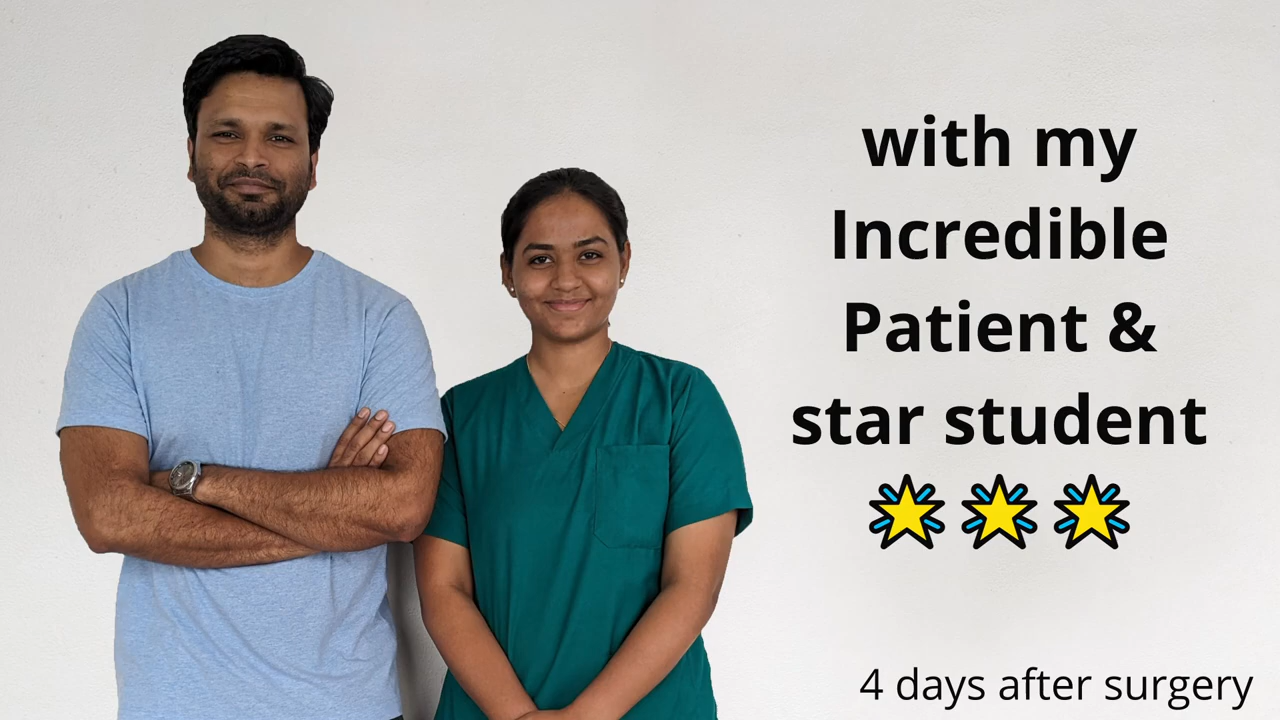 with my
Incredible
Patient &
star student
4 days after surgery